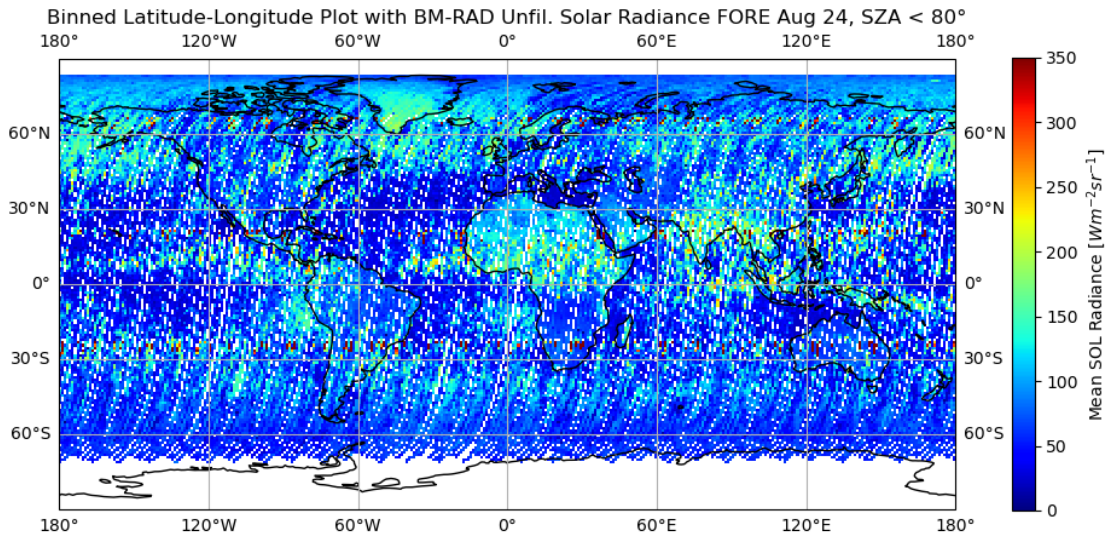 Binned Latitude-Longitude Plot with BM-RAD Unfil. Solar Radiance FORE Aug 24, SZA < 80°
180° 120°W 60°W 0° 60°E 120°E 180°
60°N 60°N
30°N 30°N
0° 0°
30°S 30°S
60°S 60°S
180° 120°W 60°W 0° 60°E 120°E 180°
350
300
250
200
150
100
50
0
Mean SOL Radiance [Wm⁻²sr⁻¹]